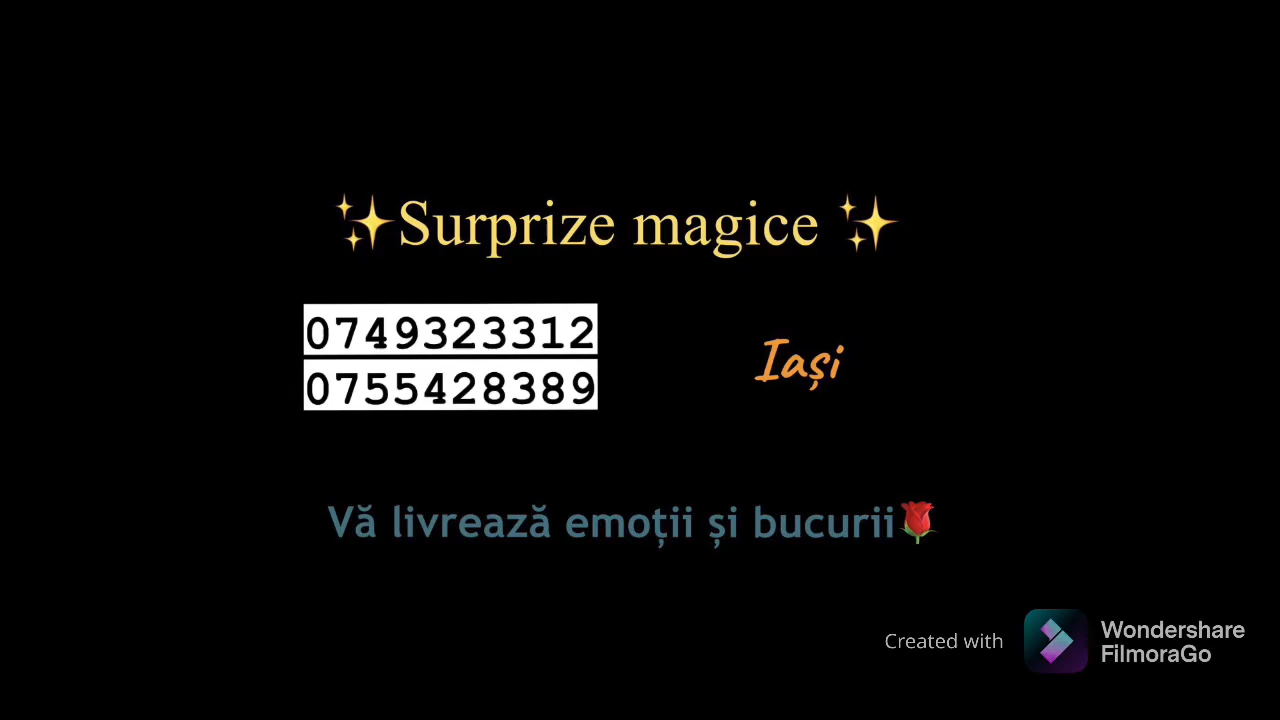 ✨Surprize magice ✨
0749323312
0755428389
Iași
Vă livrează emoții și bucurii🌹
Created with
Wondershare
FilmoraGo